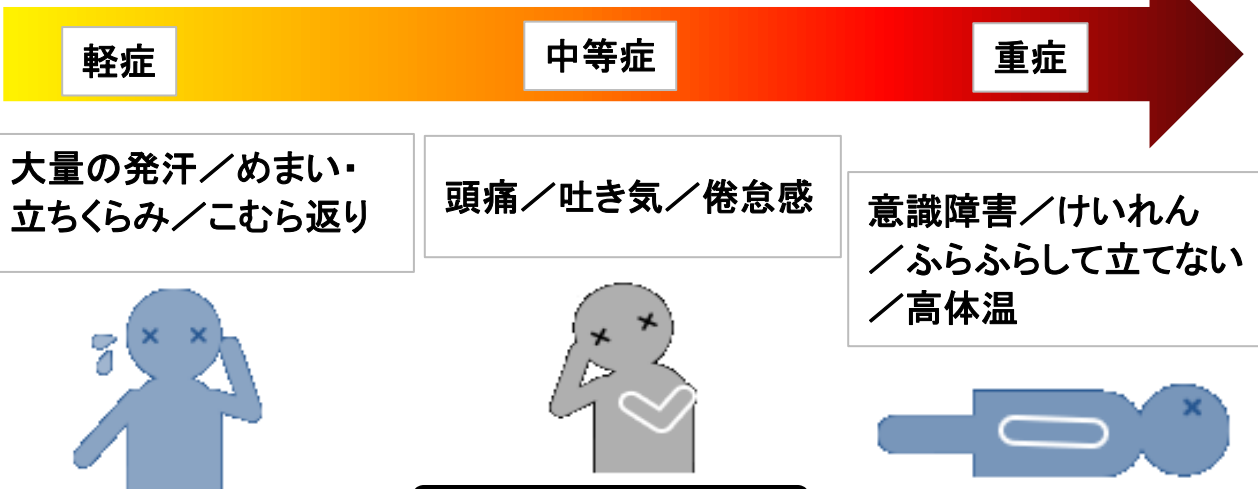 軽症
中等症
重症
大量の発汗／めまい・
立ちくらみ／こむら返り
頭痛／吐き気／倦怠感
意識障害／けいれん
／ふらふらして立てない
／高体温